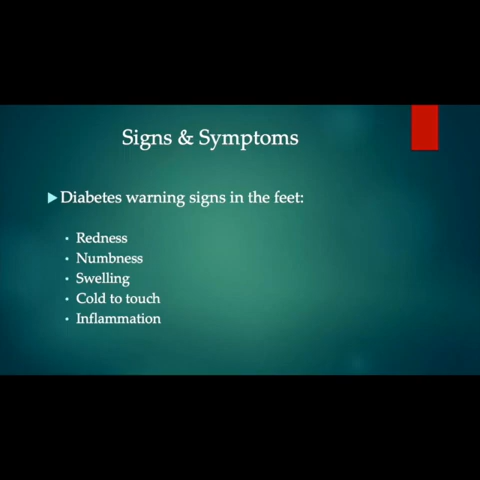 Signs & Symptoms
Diabetes warning signs in the feet:
• Redness
• Numbness
• Swelling
• Cold to touch
• Inflammation